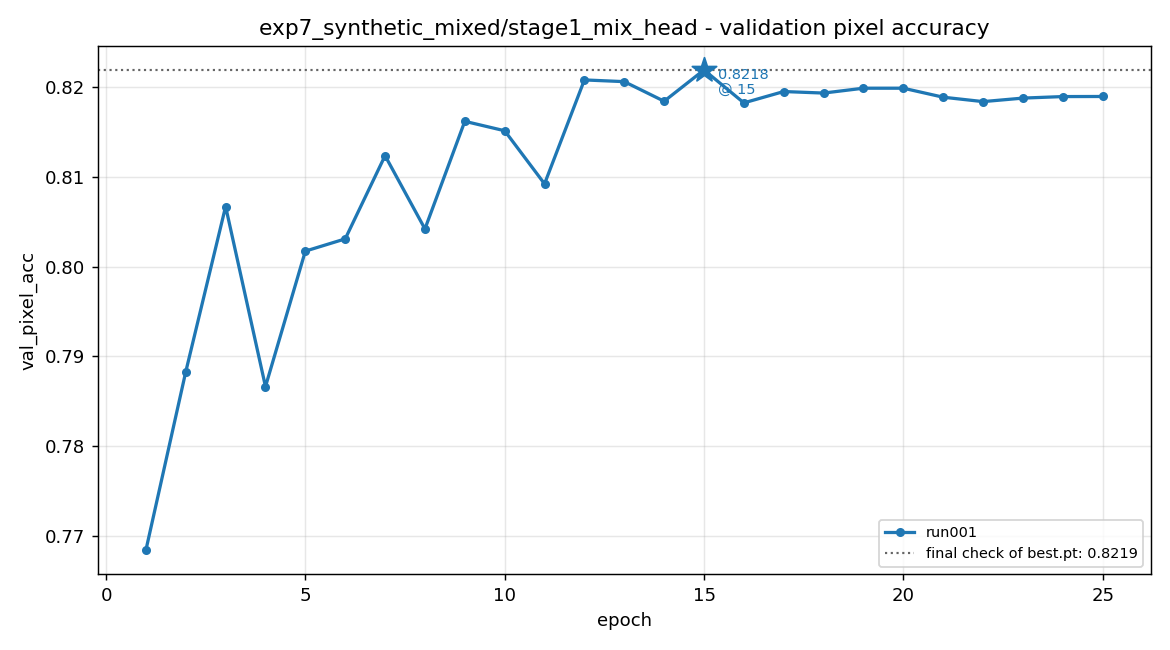 exp7_synthetic_mixed/stage1_mix_head - validation pixel accuracy
val_pixel_acc
0.82
0.81
0.80
0.79
0.78
0.77
0.8218
@ 15
run001
final check of best.pt: 0.8219
0
5
10
15
20
25
epoch